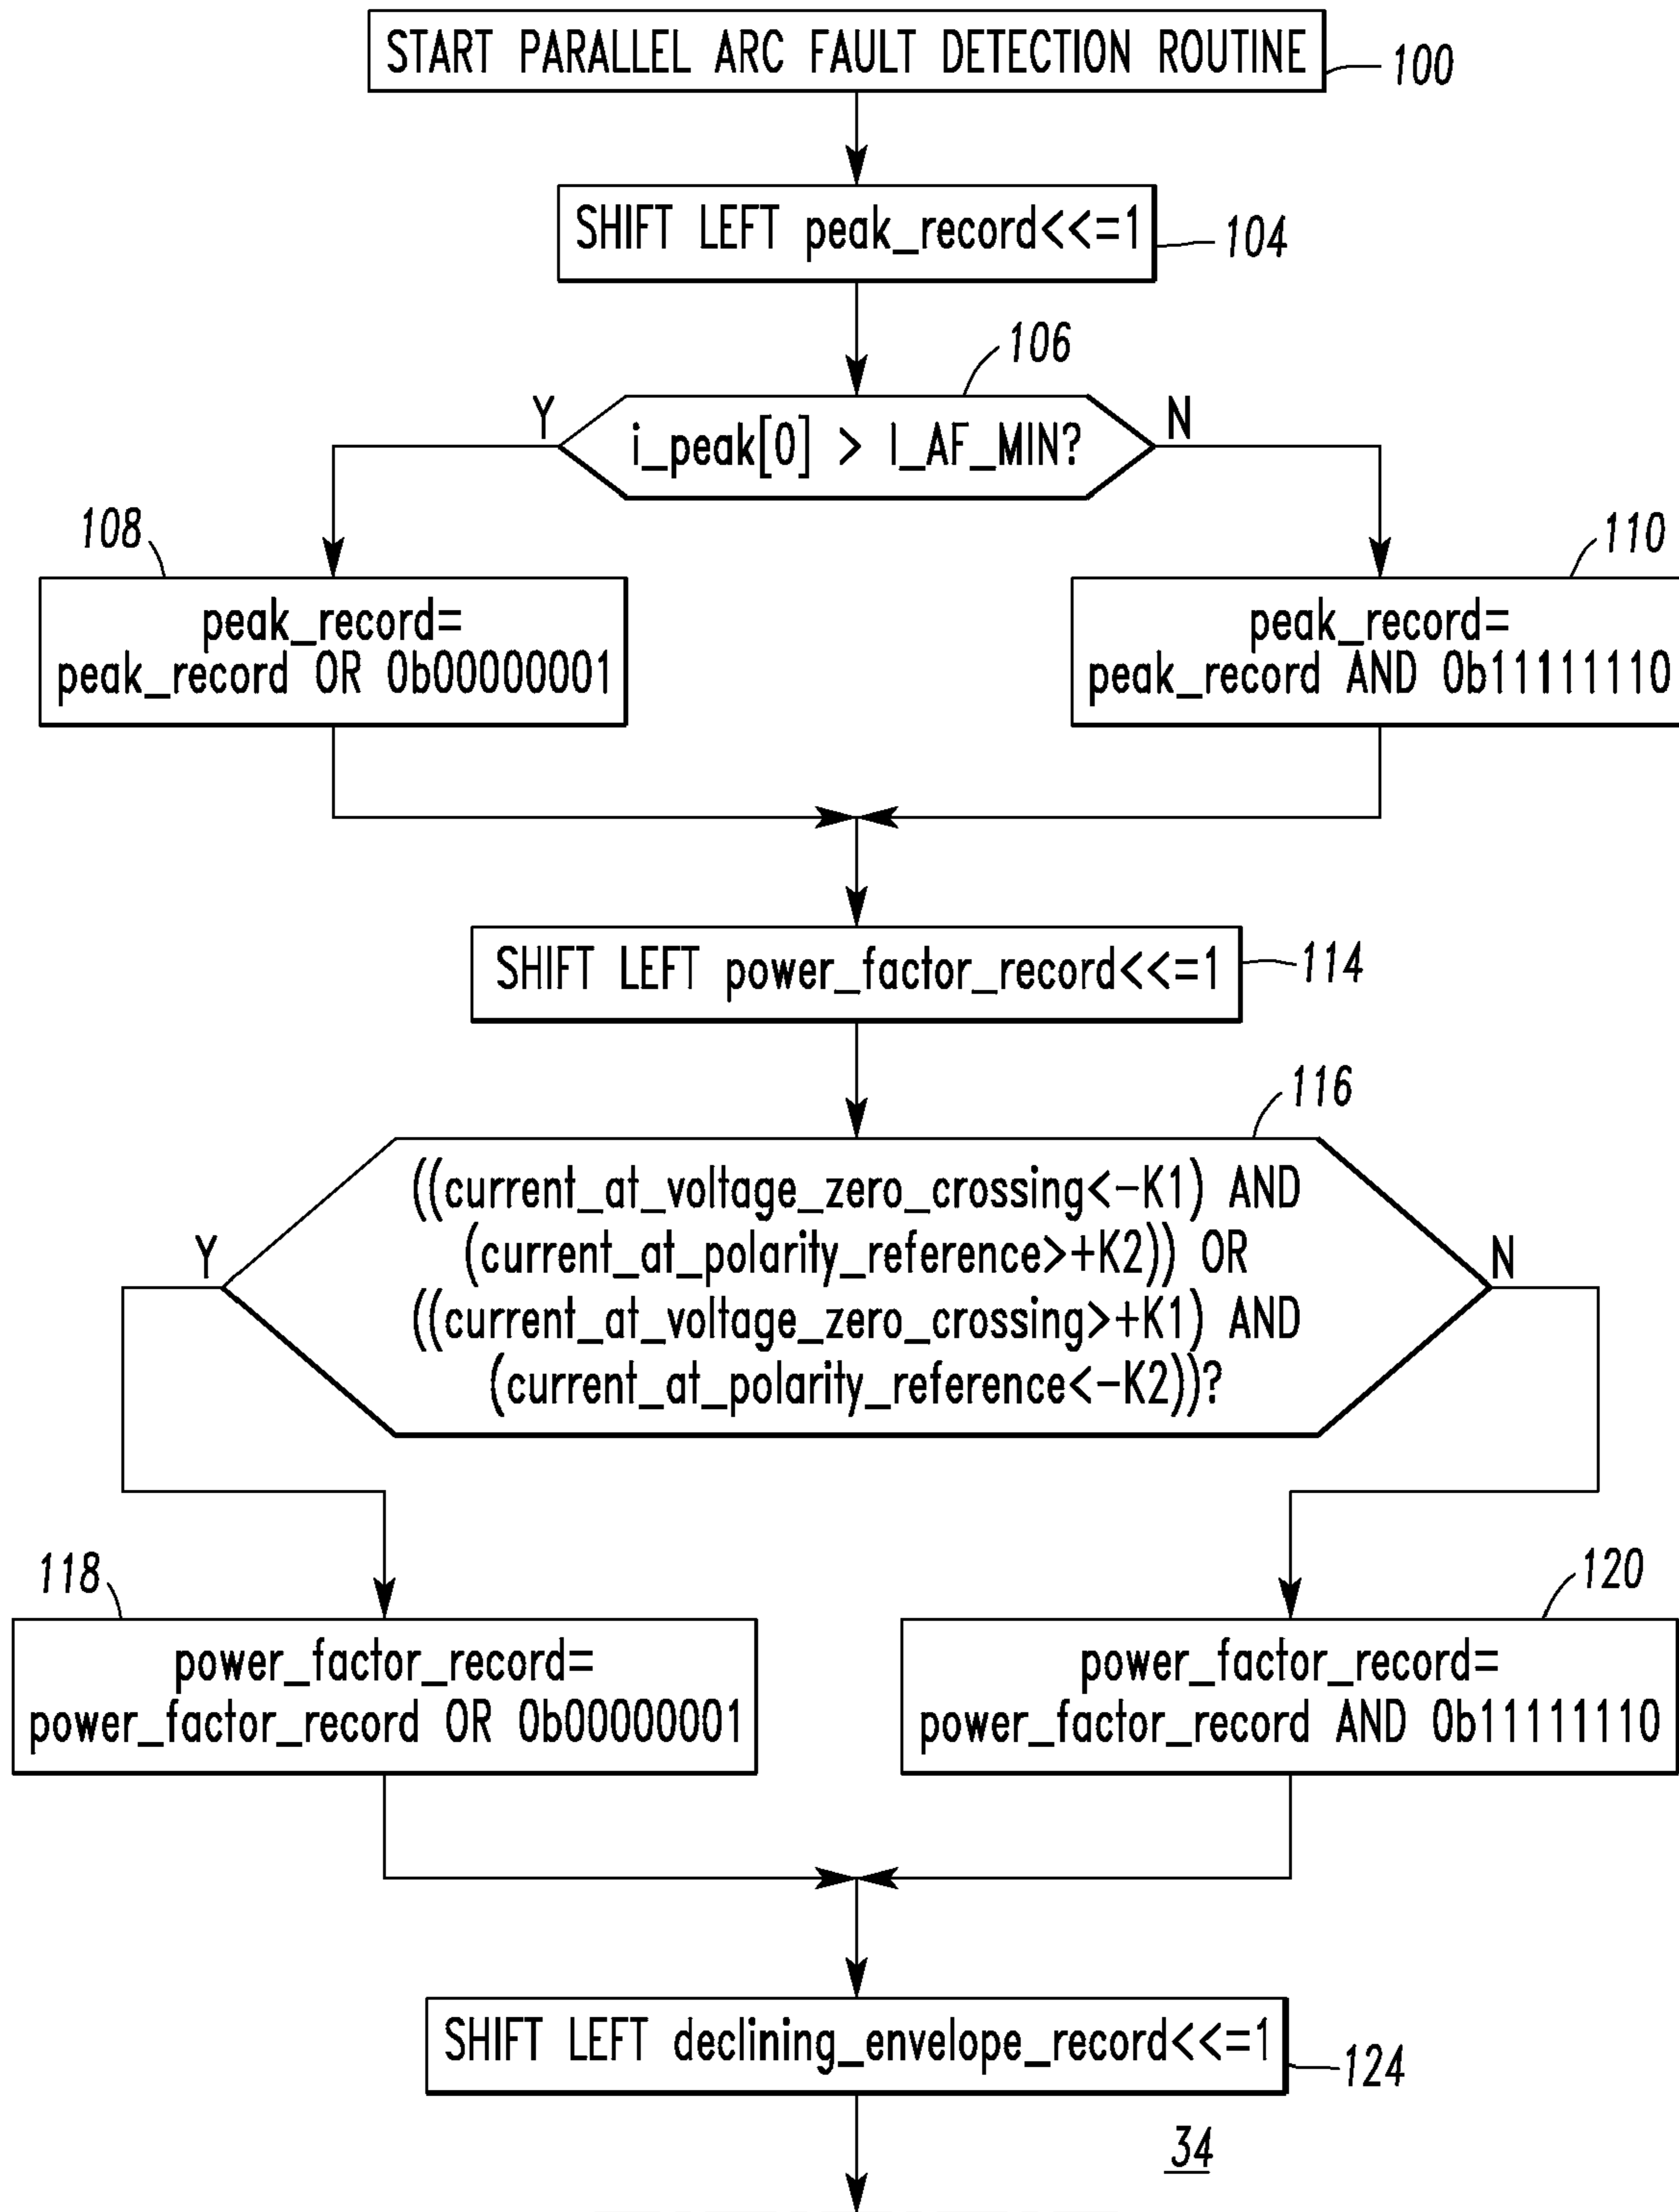 START PARALLEL ARC FAULT DETECTION ROUTINE
100
SHIFT LEFT peak_record<<=1
104
106
Y
i_peak[0] > I_AF_MIN?
N
108
peak_record=
peak_record OR 0b00000001
110
peak_record=
peak_record AND 0b11111110
SHIFT LEFT power_factor_record<<=1
114
116
Y
((current_at_voltage_zero_crossing<-K1) AND
(current_at_polarity_reference>+K2)) OR
((current_at_voltage_zero_crossing>+K1) AND
(current_at_polarity_reference<-K2))?
N
118
power_factor_record=
power_factor_record OR 0b00000001
120
power_factor_record=
power_factor_record AND 0b11111110
SHIFT LEFT declining_envelope_record<<=1
124
34